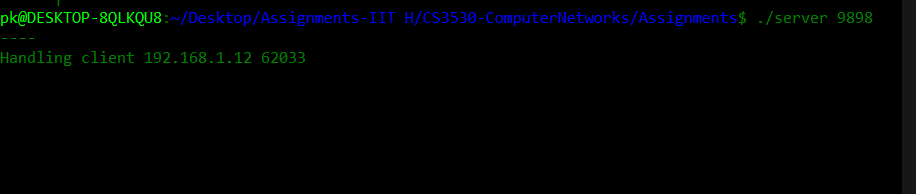 pk@DESKTOP-8QLKQU8:~/Desktop/Assignments-IIT H/CS3530-ComputerNetworks/Assignments$ ./server 9898
----
Handling client 192.168.1.12 62033